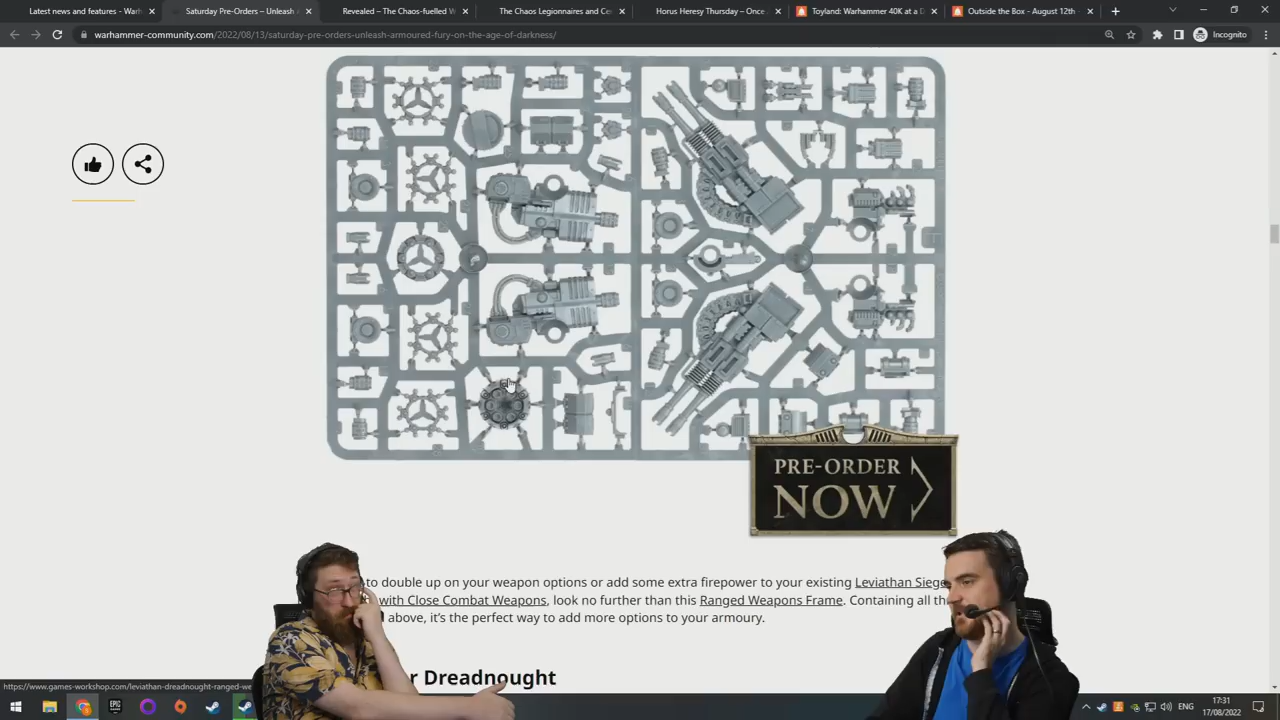 Latest news and features - Warh
Saturday Pre-Orders – Unleash A
Revealed – The Chaos-fuelled W
The Chaos Legionaries and Ce
Horus Heresy Thursday – Once
Toyland: Warhammer 40K at a D
Outside the Box - August 12th
warhammer-community.com/2022/08/13/saturday-pre-orders-unleash-armoured-fury-on-the-age-of-darkness/
Incognito
PRE-ORDER
NOW
to double up on your weapon options or add some extra firepower to your existing Leviathan Siege
with Close Combat Weapons, look no further than this Ranged Weapons Frame. Containing all th
above, it's the perfect way to add more options to your armoury.
r Dreadnought
https://www.games-workshop.com/leviathan-dreadnought-ranged-we
EPIC
17:31
17/08/2022